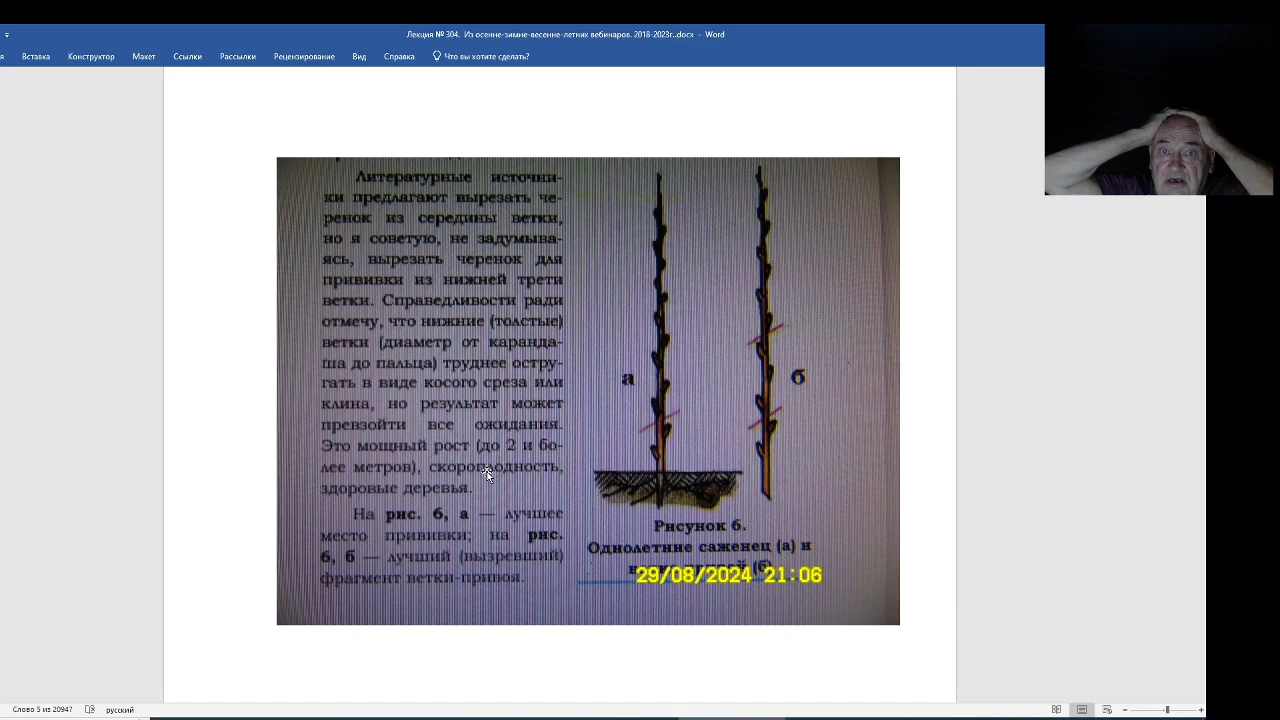 Лекция № 304. Из осенне-зимне-весенне-летних вебинаров. 2018-2023г...docx - Word
я Вставка Конструктор Макет Ссылки Рассылки Рецензирование Вид Справка Что вы хотите сделать?
Литературные источни-
ки предлагают вырезать че-
ренок из середины ветки,
но я советую, не задумыва-
ясь, вырезать черенок для
прививки из нижней трети
ветки. Справедливости ради
отмечу, что нижние (толстые)
ветки (диаметр от каранда-
ша до пальца) труднее остру-
гать в виде косого среза или
клина, но результат может
превзойти все ожидания.
Это мощный рост (до 2 и бо-
лее метров), скороплодность,
здоровые деревья.
На рис. 6, а — лучшее
место прививки; на рис.
6, б — лучший (вызревший)
фрагмент ветки-привоя.
а
б
Рисунок 6.
Однолетние саженец (а) и
(б)
29/08/2024 21:06
Слово 5 из 20947 русский